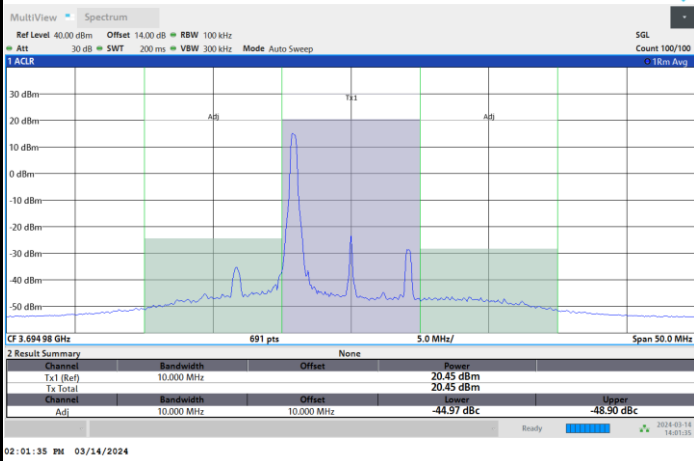 MultiView Spectrum
Ref Level 40.00 dBm Offset 14.00 dB RBW 100 kHz SGL
Att 30 dB SWT 200 ms VBW 300 kHz Mode Auto Sweep Count 100/100
1 ACLR 1Rm Avg
30 dBm
Tx1
20 dBm
Adj Adj
10 dBm
0 dBm
-10 dBm
-20 dBm
-30 dBm
-40 dBm
-50 dBm
CF 3.694 98 GHz 691 pts 5.0 MHz/ Span 50.0 MHz
2 Result Summary None
Channel Bandwidth Offset Power
Tx1 (Ref) 10.000 MHz 20.45 dBm
Tx Total 20.45 dBm
Channel Bandwidth Offset Lower Upper
Adj 10.000 MHz 10.000 MHz -44.97 dBc -48.90 dBc
Ready 2024-03-14
14:01:35
02:01:35 PM 03/14/2024